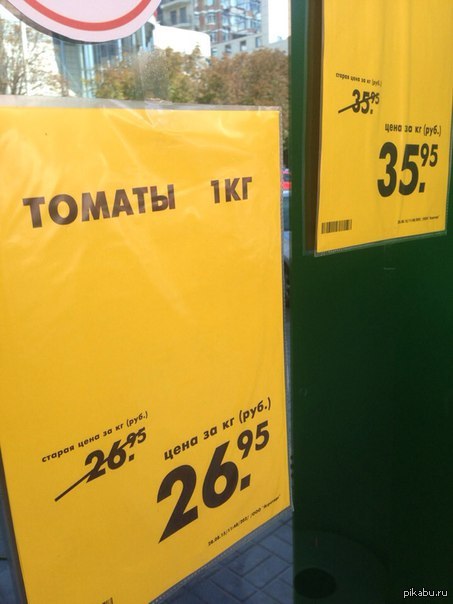 ТОМАТЫ 1КГ
старая цена за кг (руб.)
26.95
цена за кг (руб.)
26.95
старая цена за кг (руб.)
35.95
цена за кг (руб.)
35.95
pikabu.ru